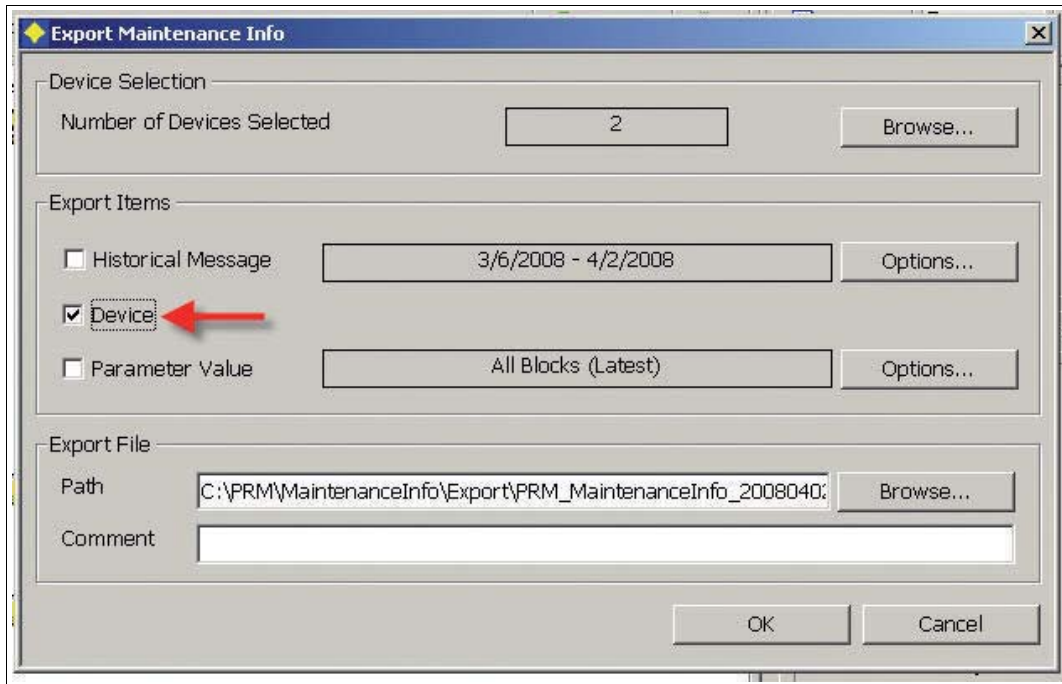 Export Maintenance Info
Device Selection
Number of Devices Selected 2 Browse...
Export Items
Historical Message 3/6/2008 - 4/2/2008 Options...
Device
Parameter Value All Blocks (Latest) Options...
Export File
Path C:\PRM\MaintenanceInfo\Export\PRM_MaintenanceInfo_20080402 Browse...
Comment
OK Cancel